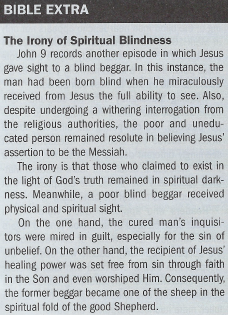 BIBLE EXTRA
The Irony of Spiritual Blindness
John 9 records another episode in which Jesus
gave sight to a blind beggar. In this instance, the
man had been born blind when he miraculously
received from Jesus the full ability to see. Also,
despite undergoing a withering interrogation from
the religious authorities, the poor and unedu-
cated person remained resolute in believing Jesus'
assertion to be the Messiah.
The irony is that those who claimed to exist in
the light of God's truth remained in spiritual dark-
ness. Meanwhile, a poor blind beggar received
physical and spiritual sight.
On the one hand, the cured man's inquisi-
tors were mired in guilt, especially for the sin of
unbelief. On the other hand, the recipient of Jesus'
healing power was set free from sin through faith
in the Son and even worshiped Him. Consequently,
the former beggar became one of the sheep in the
spiritual fold of the good Shepherd.